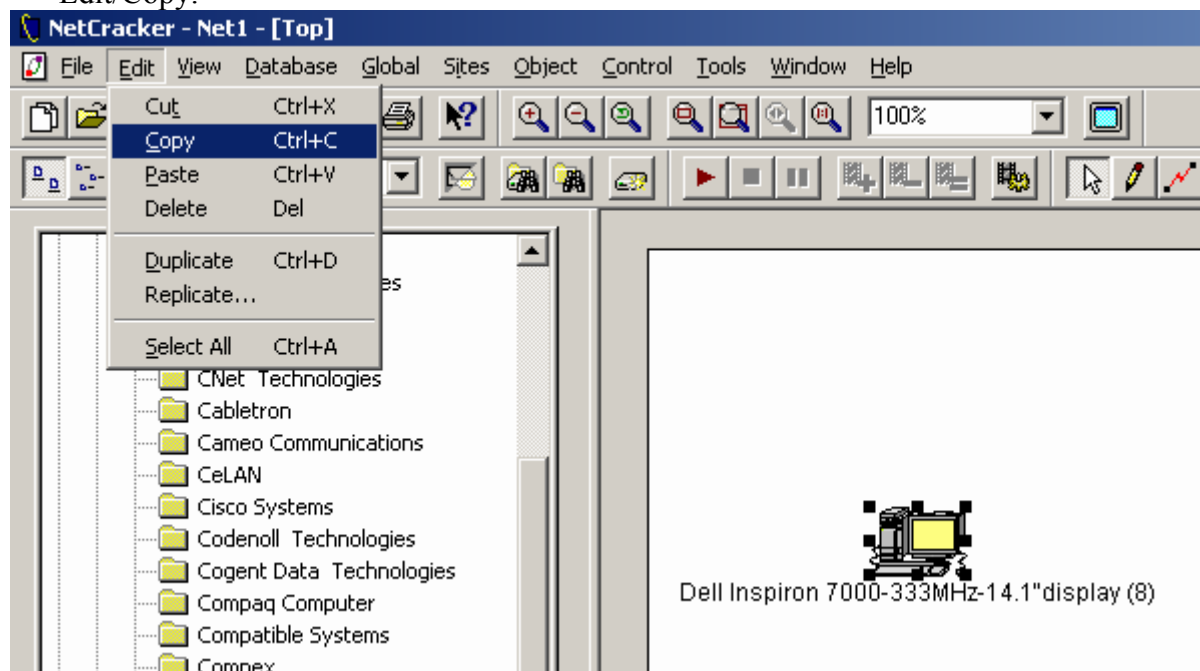 Edit/Copy.
NetCracker - Net1 - [Top]
File Edit View Database Global Sites Object Control Tools Window Help
Cut Ctrl+X
Copy Ctrl+C
Paste Ctrl+V
Delete Del
Duplicate Ctrl+D
Replicate...
Select All Ctrl+A
100%
CNet Technologies
Cabletron
Cameo Communications
CeLAN
Cisco Systems
Codenoll Technologies
Cogent Data Technologies
Compaq Computer
Compatible Systems
Compex
Dell Inspiron 7000-333MHz-14.1"display (8)